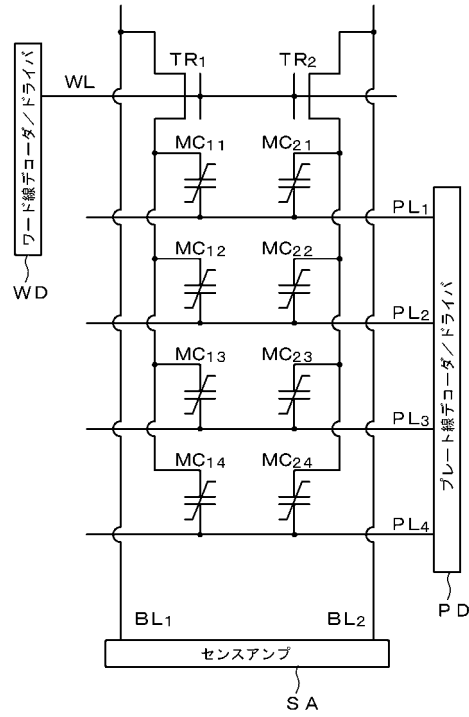 TR1 TR2
WL
ワード線デコーダ/ドライバ
WD
MC11 MC21
PL1
MC12 MC22
PL2
MC13 MC23
PL3
MC14 MC24
PL4
プレート線デコーダ/ドライバ
PD
BL1 BL2
センスアンプ
SA